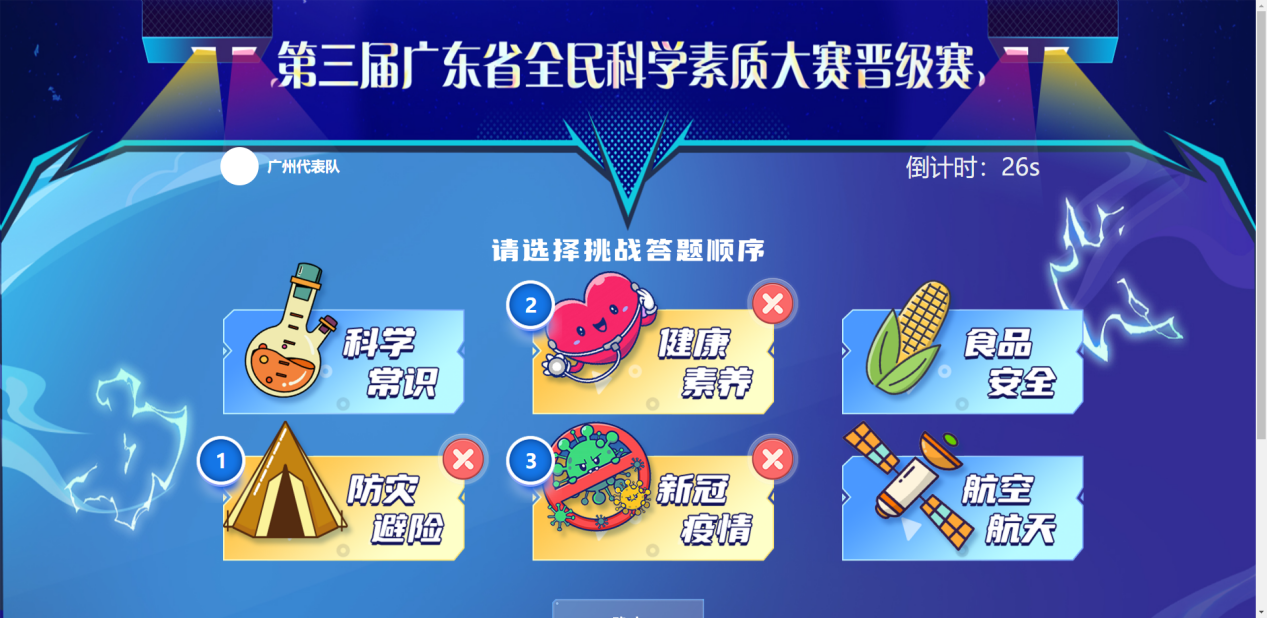 第三届广东省全民科学素质大赛晋级赛
广州代表队
倒计时：26s
请选择挑战答题顺序
科学
常识
2
健康
素养
食品
安全
1
防灾
避险
3
新冠
疫情
航空
航天